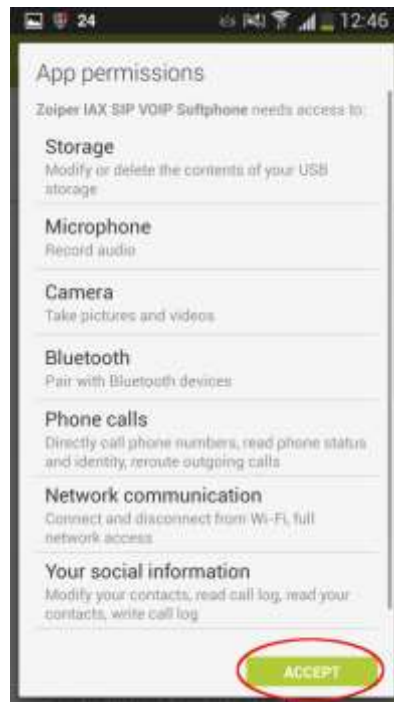 24 12:46
App permissions
Zoiper IAX SIP VOIP Softphone needs access to:
Storage
Modify or delete the contents of your USB
storage
Microphone
Record audio
Camera
Take pictures and videos
Bluetooth
Pair with Bluetooth devices
Phone calls
Directly call phone numbers, read phone status
and identity, reroute outgoing calls
Network communication
Connect and disconnect from Wi-Fi, full
network access
Your social information
Modify your contacts, read call log, read your
contacts, write call log
ACCEPT